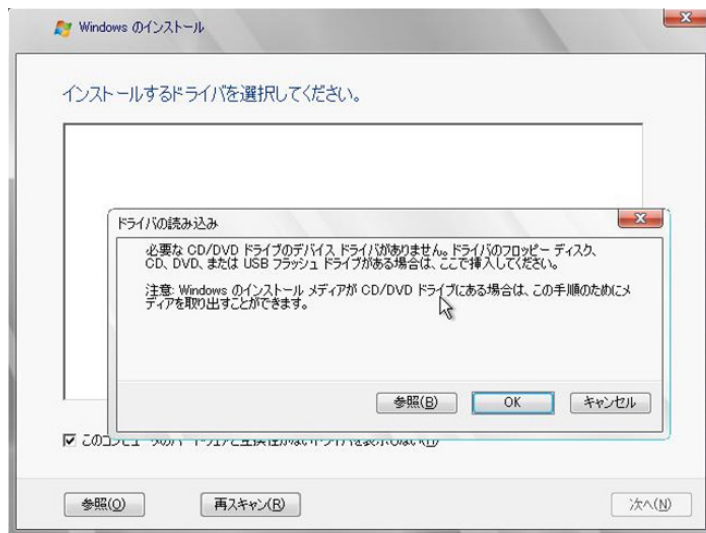 Windows のインストール
インストールするドライバを選択してください。
ドライバの読み込み
必要な CD/DVD ドライブのデバイス ドライバがありません。ドライバのフロッピー ディスク、
CD、DVD、または USB フラッシュ ドライブがある場合は、ここで挿入してください。
注意: Windows のインストール メディアが CD/DVD ドライブにある場合は、この手順のためにメ
ディアを取り出すことができます。
参照(B)
OK
キャンセル
参照(O)
再スキャン(R)
次へ(N)